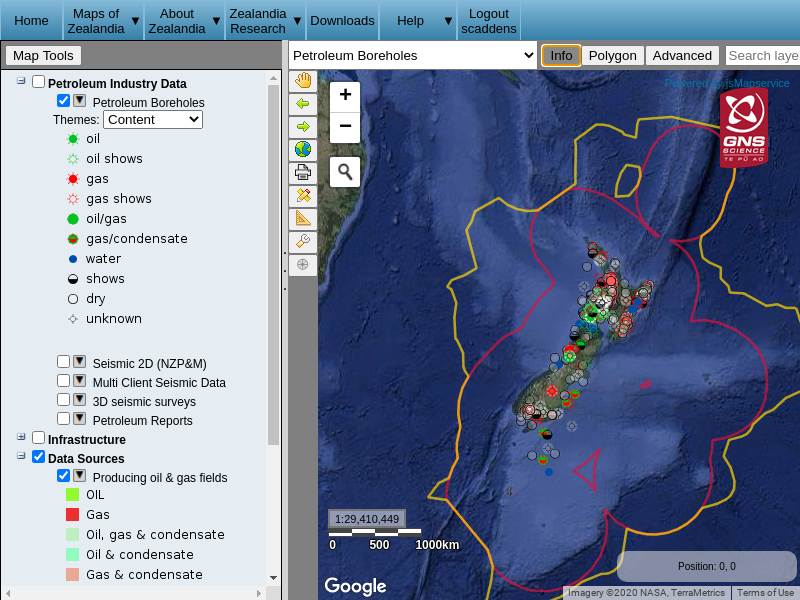 Home
Maps of Zealandia ▼
About Zealandia ▼
Zealandia Research ▼
Downloads
Help ▼
Logout scaddens
Map Tools
Petroleum Boreholes
Info
Polygon
Advanced
Search laye
Petroleum Industry Data
Petroleum Boreholes
Themes: Content
oil
oil shows
gas
gas shows
oil/gas
gas/condensate
water
shows
dry
unknown
Seismic 2D (NZP&M)
Multi Client Seismic Data
3D seismic surveys
Petroleum Reports
Infrastructure
Data Sources
Producing oil & gas fields
OIL
Gas
Oil, gas & condensate
Oil & condensate
Gas & condensate
+
−
Powered by jsMapservice
GNS
SCIENCE
TE PŪ AO
1:29,410,449
0 500 1000km
Google
Position: 0, 0
Imagery ©2020 NASA, TerraMetrics
Terms of Use